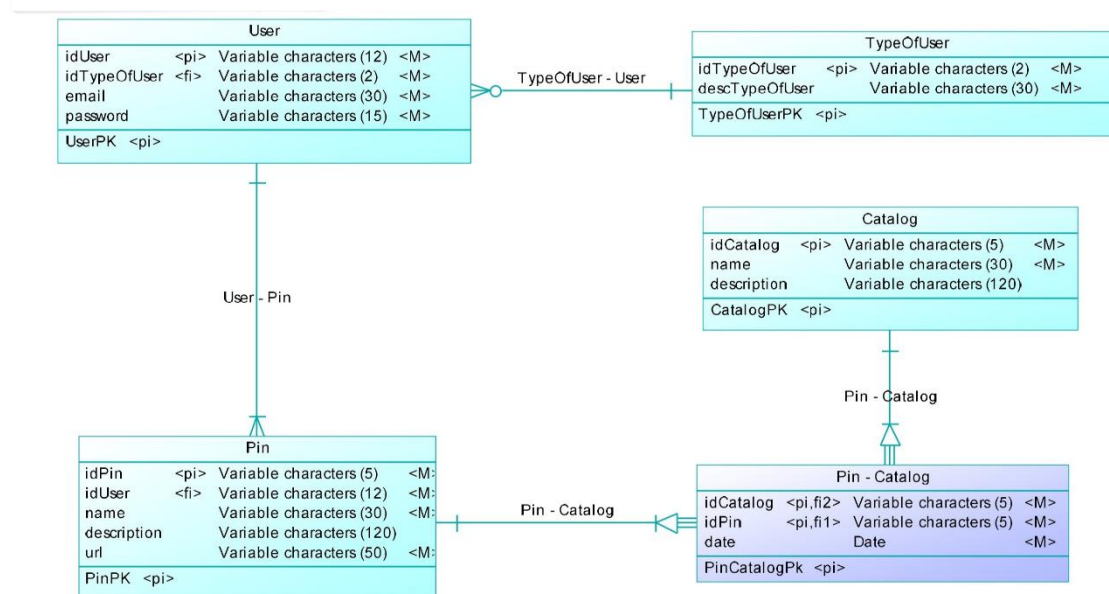 User
idUser <pi> Variable characters (12) <M>
idTypeOfUser <fi> Variable characters (2) <M>
email Variable characters (30) <M>
password Variable characters (15) <M>
UserPK <pi>
TypeOfUser - User
TypeOfUser
idTypeOfUser <pi> Variable characters (2) <M>
descTypeOfUser Variable characters (30) <M>
TypeOfUserPK <pi>
User - Pin
Catalog
idCatalog <pi> Variable characters (5) <M>
name Variable characters (30) <M>
description Variable characters (120)
CatalogPK <pi>
Pin - Catalog
Pin
idPin <pi> Variable characters (5) <M>
idUser <fi> Variable characters (12) <M>
name Variable characters (30) <M>
description Variable characters (120)
url Variable characters (50) <M>
PinPK <pi>
Pin - Catalog
Pin - Catalog
idCatalog <pi,fi2> Variable characters (5) <M>
idPin <pi,fi1> Variable characters (5) <M>
date Date <M>
PinCatalogPk <pi>